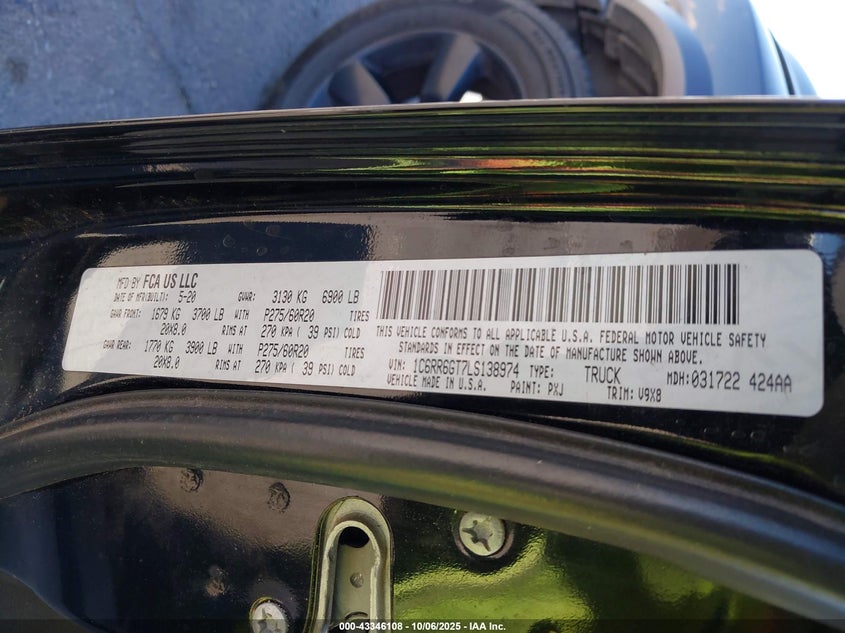 MFD BY FCA US LLC
DATE OF MFR(BUILT): 5-20 GVWR: 3130 KG 6900 LB
GAWR FRONT: 1679 KG 3700 LB WITH P275/60R20 TIRES
20X8.0 RIMS AT 270 KPA ( 39 PSI) COLD
GAWR REAR: 1770 KG 3900 LB WITH P275/60R20 TIRES
20X8.0 RIMS AT 270 KPA ( 39 PSI) COLD
THIS VEHICLE CONFORMS TO ALL APPLICABLE U.S.A. FEDERAL MOTOR VEHICLE SAFETY
STANDARDS IN EFFECT ON THE DATE OF MANUFACTURE SHOWN ABOVE.
VIN: 1C6RR6GT7LS138974 TYPE: TRUCK MDH:031722 424AA
VEHICLE MADE IN U.S.A. PAINT: PXJ TRIM: V9X8
000-43346108 - 10/06/2025 - IAA Inc.